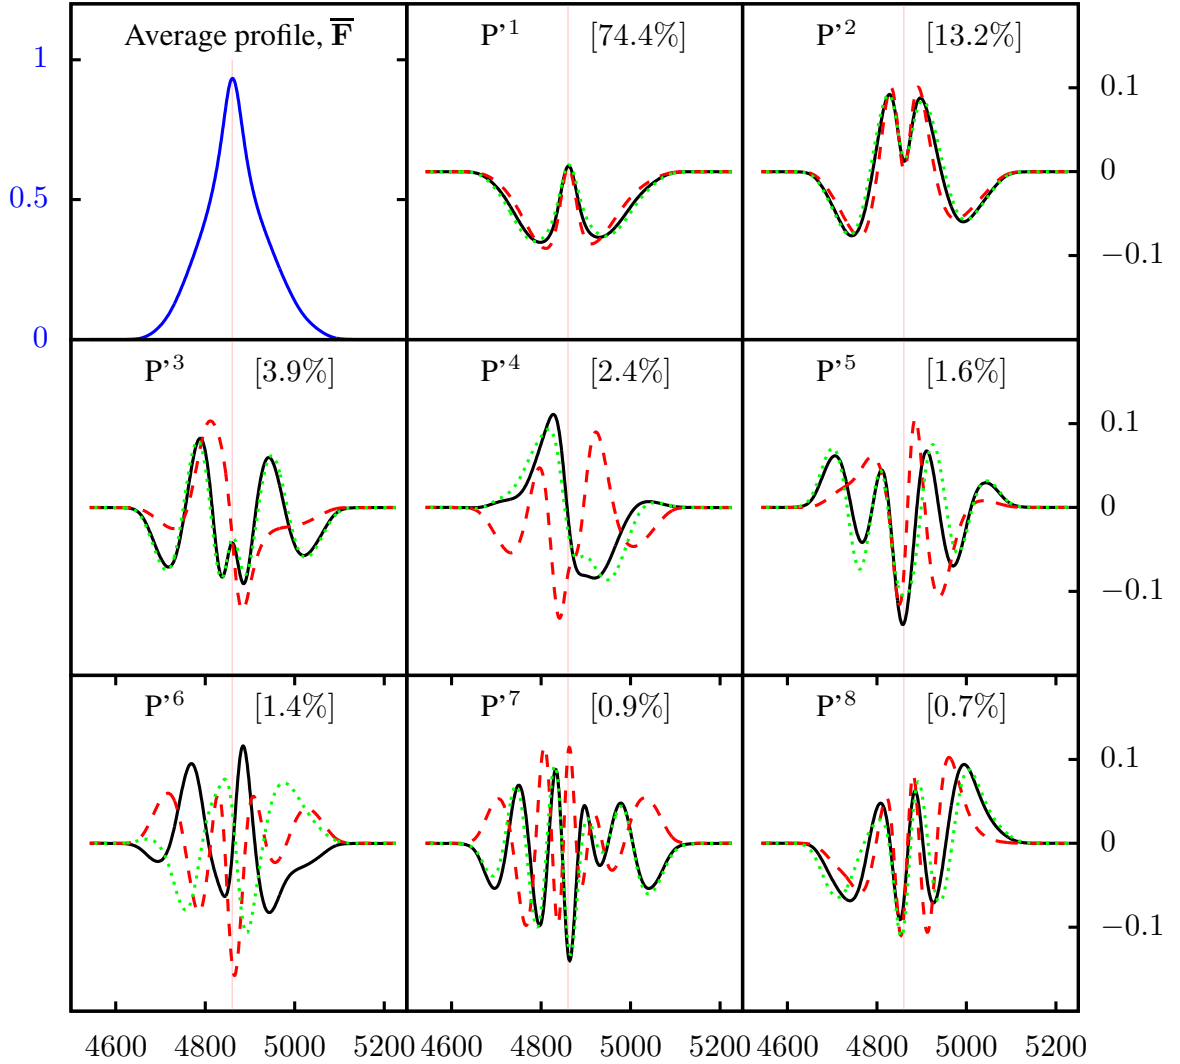 Average profile, F̅
P’¹ [74.4%]
P’² [13.2%]
1
0.5
0
0.1
0
−0.1
P’³ [3.9%]
P’⁴ [2.4%]
P’⁵ [1.6%]
0.1
0
−0.1
P’⁶ [1.4%]
P’⁷ [0.9%]
P’⁸ [0.7%]
0.1
0
−0.1
4600 4800 5000 5200 4600 4800 5000 5200 4600 4800 5000 5200